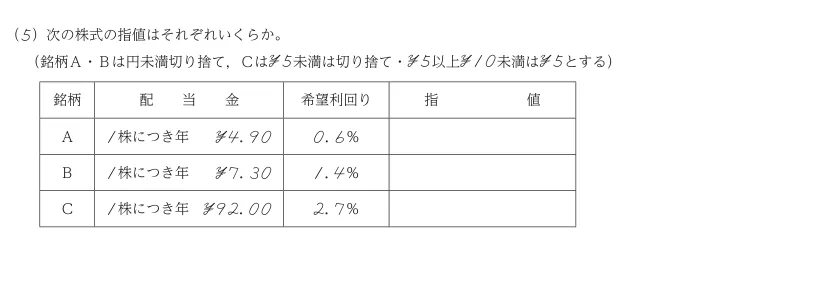 (5) 次の株式の指値はそれぞれいくらか。
(銘柄A・Bは円未満切り捨て，Cは¥5未満は切り捨て・¥5以上¥10未満は¥5とする)
銘柄 配当金 希望利回り 指値
A 1株につき年 ¥4.90 0.6%
B 1株につき年 ¥7.30 1.4%
C 1株につき年 ¥92.00 2.7%